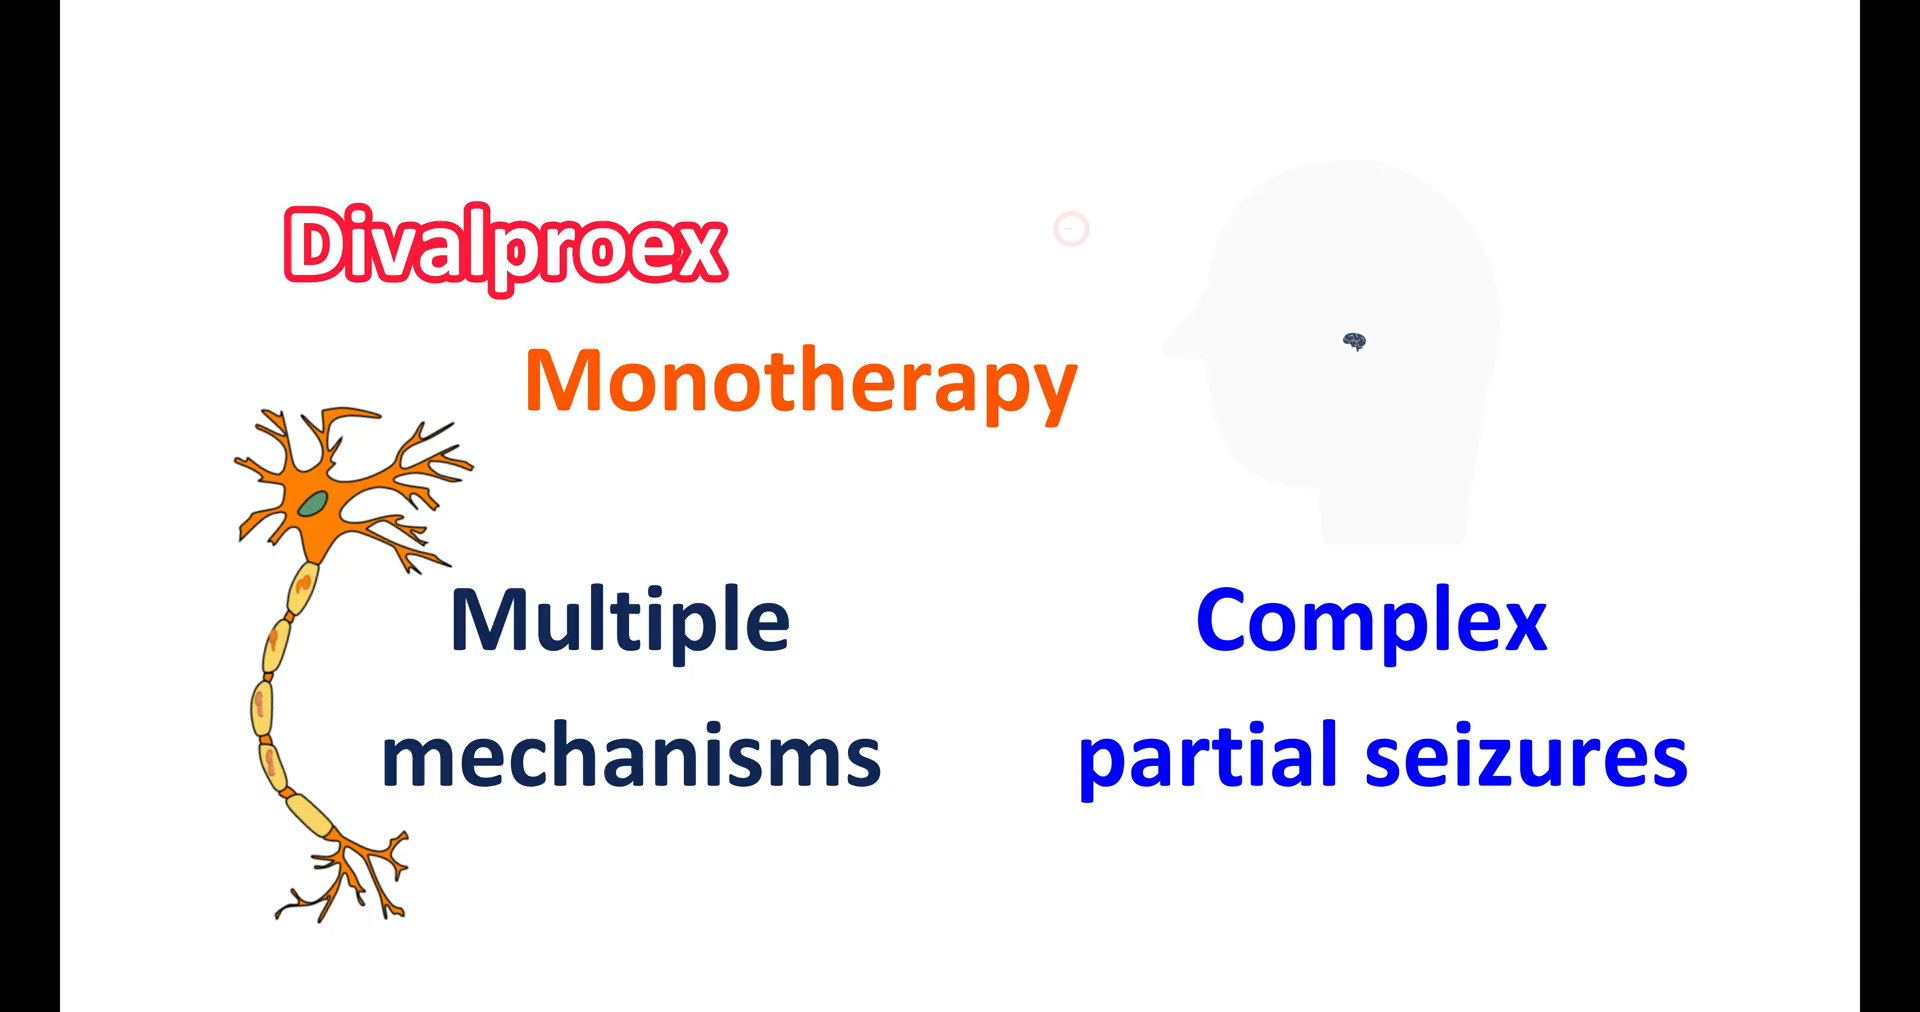 Divalproex
Monotherapy
Multiple
mechanisms
Complex
partial seizures